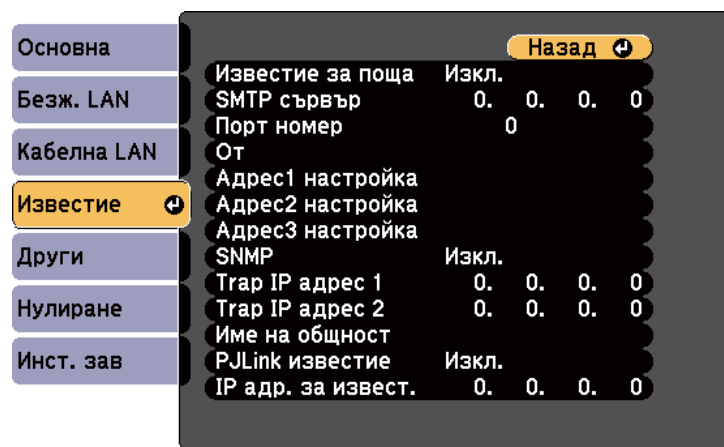 Основна
Безж. LAN
Кабелна LAN
Известие
Други
Нулиране
Инст. зав
Назад
Известие за поща Изкл.
SMTP сървър 0. 0. 0. 0
Порт номер 0
От
Адрес1 настройка
Адрес2 настройка
Адрес3 настройка
SNMP Изкл.
Trap IP адрес 1 0. 0. 0. 0
Trap IP адрес 2 0. 0. 0. 0
Име на общност
PJLink известие Изкл.
IP адр. за извест. 0. 0. 0. 0